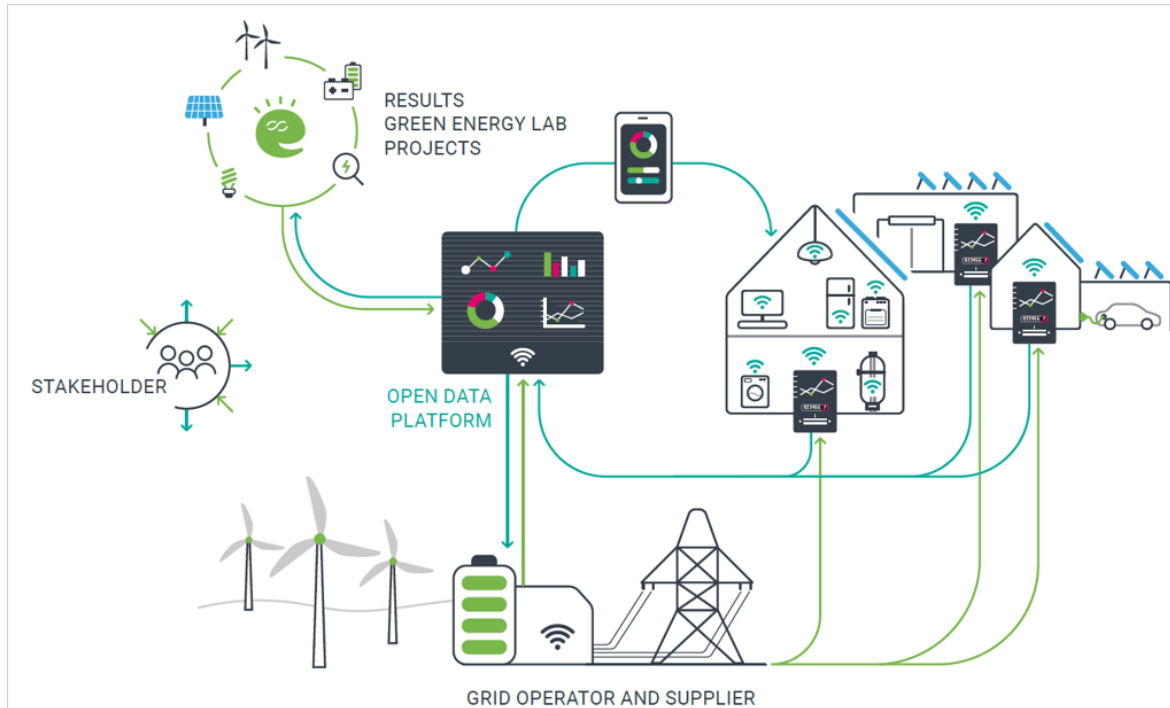 RESULTS
GREEN ENERGY LAB
PROJECTS
STAKEHOLDER
OPEN DATA
PLATFORM
GRID OPERATOR AND SUPPLIER